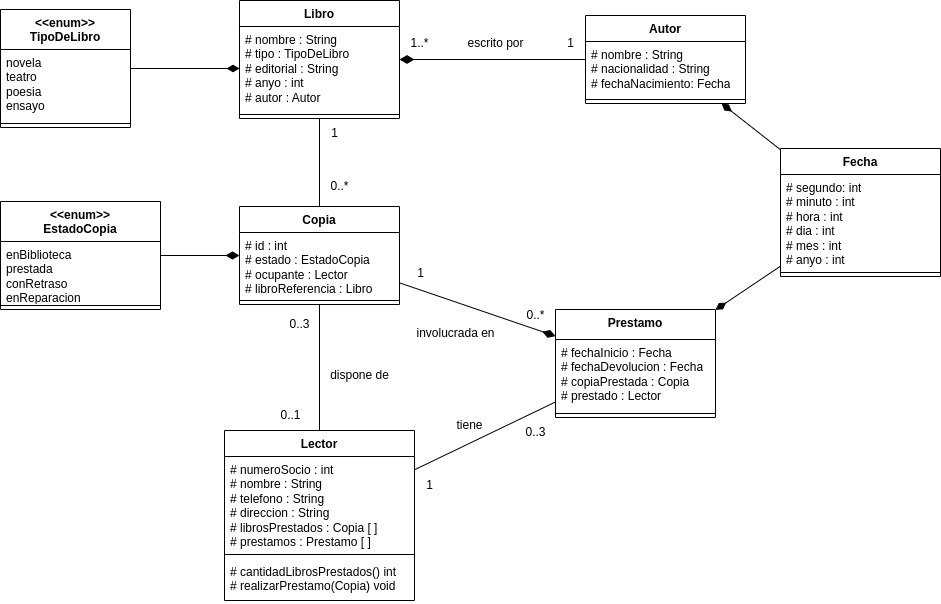 <<enum>>
TipoDeLibro
novela
teatro
poesia
ensayo
Libro
# nombre : String
# tipo : TipoDeLibro
# editorial : String
# anyo : int
# autor : Autor
1..*
escrito por
1
Autor
# nombre : String
# nacionalidad : String
# fechaNacimiento: Fecha
1
0..*
Fecha
# segundo: int
# minuto : int
# hora : int
# dia : int
# mes : int
# anyo : int
<<enum>>
EstadoCopia
enBiblioteca
prestada
conRetraso
enReparacion
Copia
# id : int
# estado : EstadoCopia
# ocupante : Lector
# libroReferencia : Libro
1
0..*
involucrada en
Prestamo
# fechaInicio : Fecha
# fechaDevolucion : Fecha
# copiaPrestada : Copia
# prestado : Lector
0..3
dispone de
0..1
tiene
0..3
1
Lector
# numeroSocio : int
# nombre : String
# telefono : String
# direccion : String
# librosPrestados : Copia [ ]
# prestamos : Prestamo [ ]
# cantidadLibrosPrestados() int
# realizarPrestamo(Copia) void